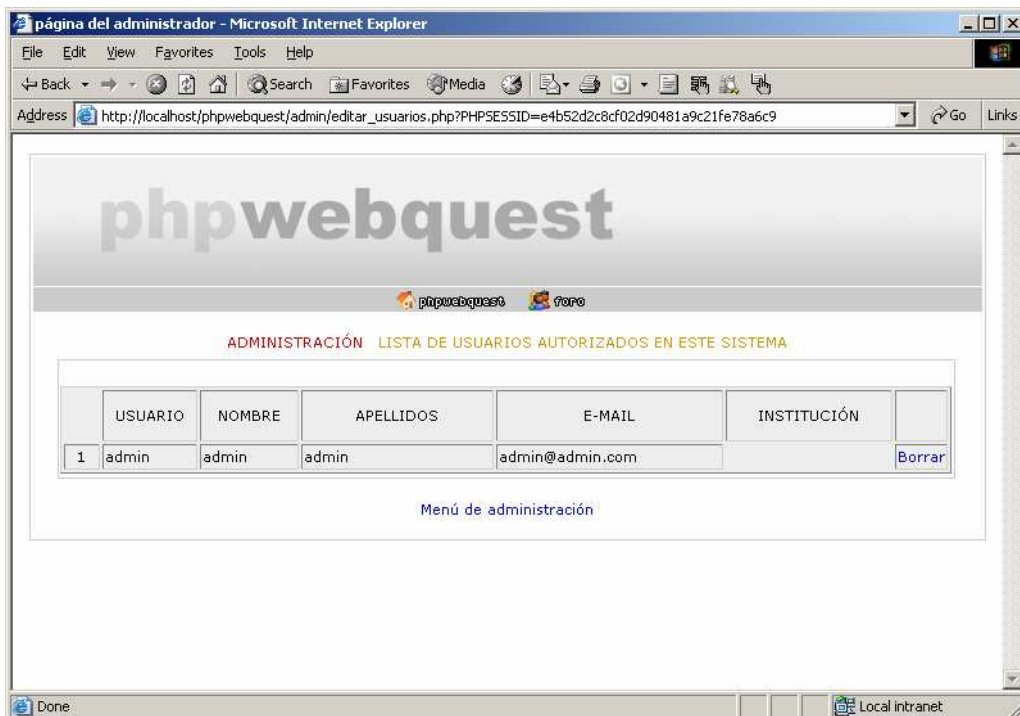 página del administrador - Microsoft Internet Explorer
File Edit View Favorites Tools Help
Back Search Favorites Media
Address http://localhost/phpwebquest/admin/editar_usuarios.php?PHPSESSID=e4b52d2c8cf02d90481a9c21fe78a6c9 Go Links
phpwebquest
phpwebquest foro
ADMINISTRACIÓN LISTA DE USUARIOS AUTORIZADOS EN ESTE SISTEMA
USUARIO NOMBRE APELLIDOS E-MAIL INSTITUCIÓN
1 admin admin admin admin@admin.com Borrar
Menú de administración
Done Local intranet